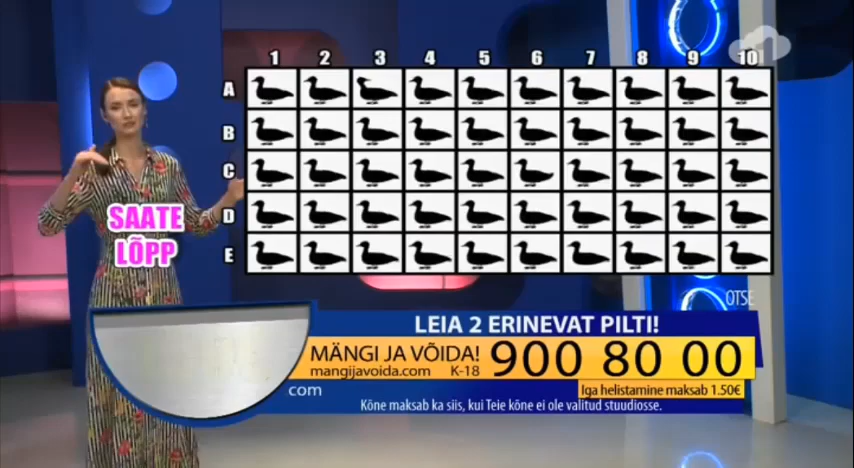 1 2 3 4 5 6 7 8 9 10
A
B
C
D
E
SAATE
LÕPP
OTSE
LEIA 2 ERINEVAT PILTI!
MÄNGI JA VÕIDA! 900 80 00
mangijavoida.com K-18
Iga helistamine maksab 1.50€
com
Kõne maksab ka siis, kui Teie kõne ei ole valitud stuudiosse.